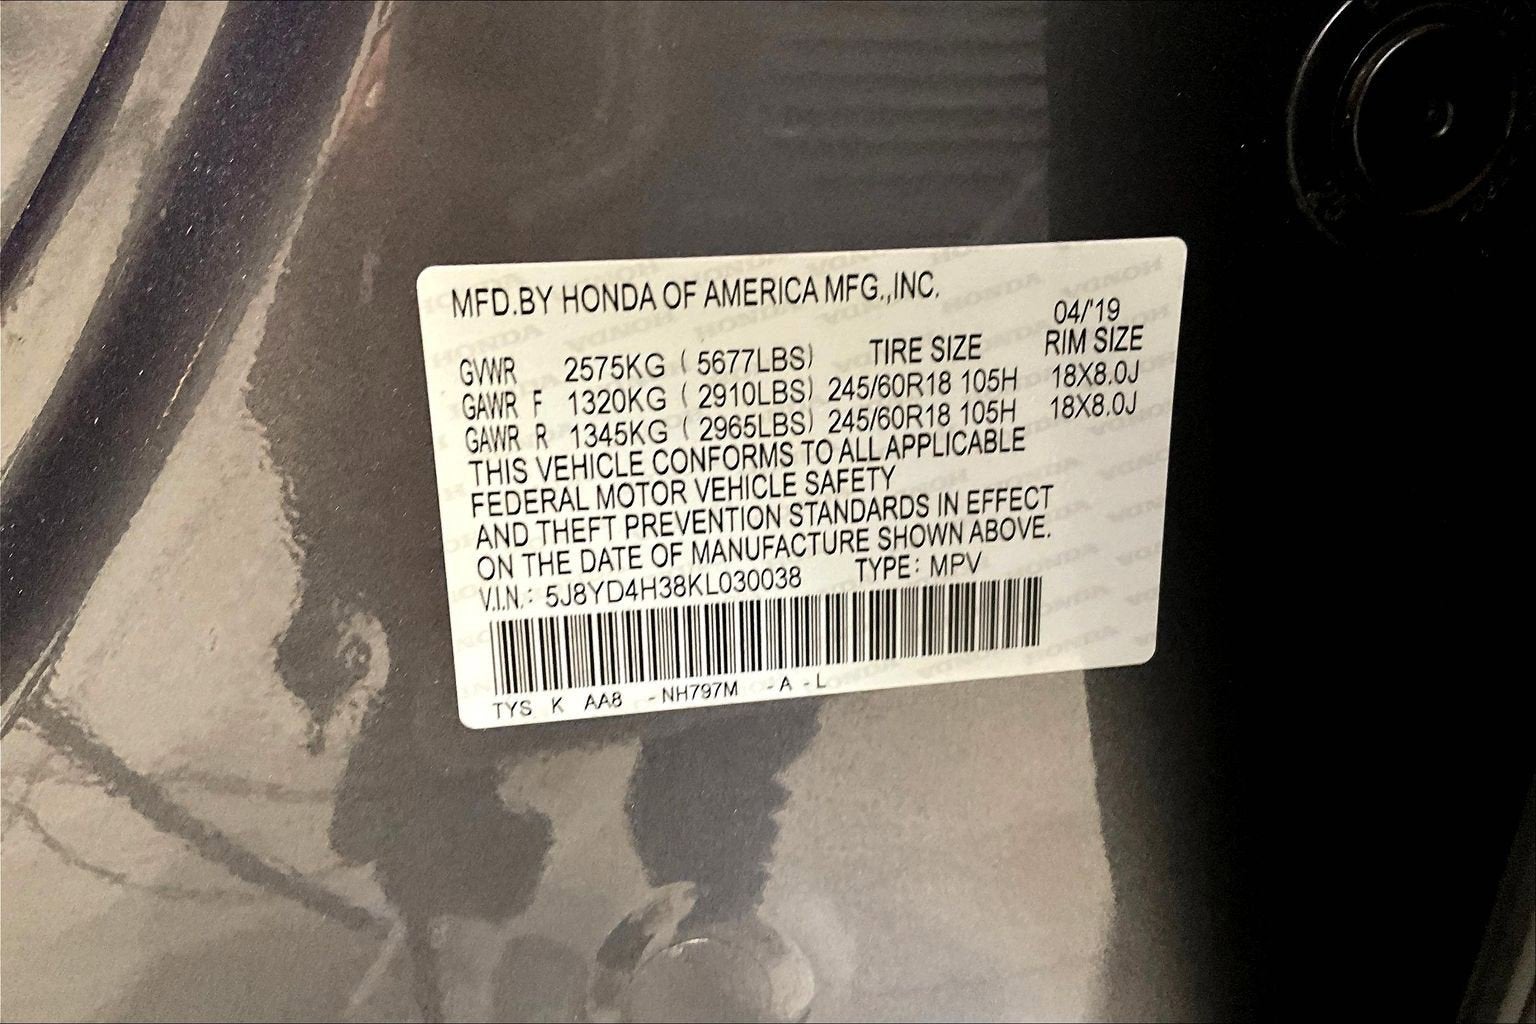 MFD.BY HONDA OF AMERICA MFG.,INC.
04/'19
GVWR 2575KG ( 5677LBS) TIRE SIZE RIM SIZE
GAWR F 1320KG ( 2910LBS) 245/60R18 105H 18X8.0J
GAWR R 1345KG ( 2965LBS) 245/60R18 105H 18X8.0J
THIS VEHICLE CONFORMS TO ALL APPLICABLE
FEDERAL MOTOR VEHICLE SAFETY
AND THEFT PREVENTION STANDARDS IN EFFECT
ON THE DATE OF MANUFACTURE SHOWN ABOVE.
V.I.N.: 5J8YD4H38KL030038 TYPE: MPV
TYS K AA8 -NH797M -A -L